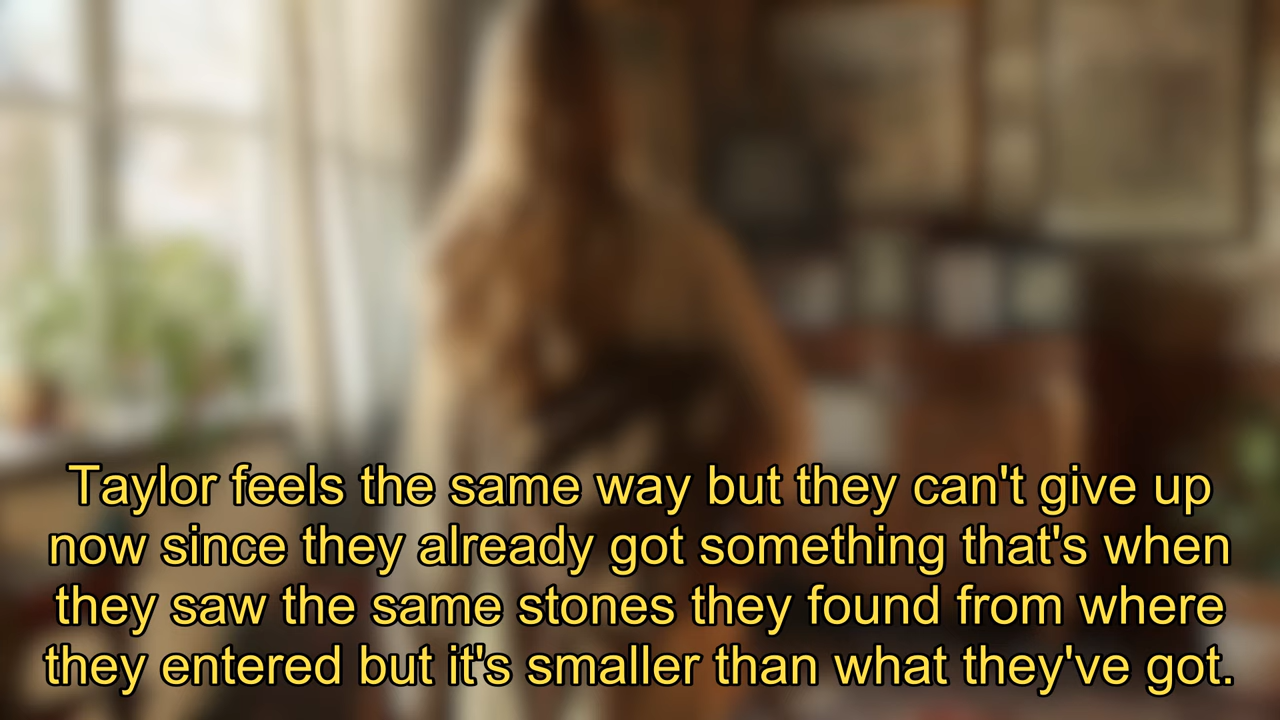 Taylor feels the same way but they can't give up
now since they already got something that's when
they saw the same stones they found from where
they entered but it's smaller than what they've got.